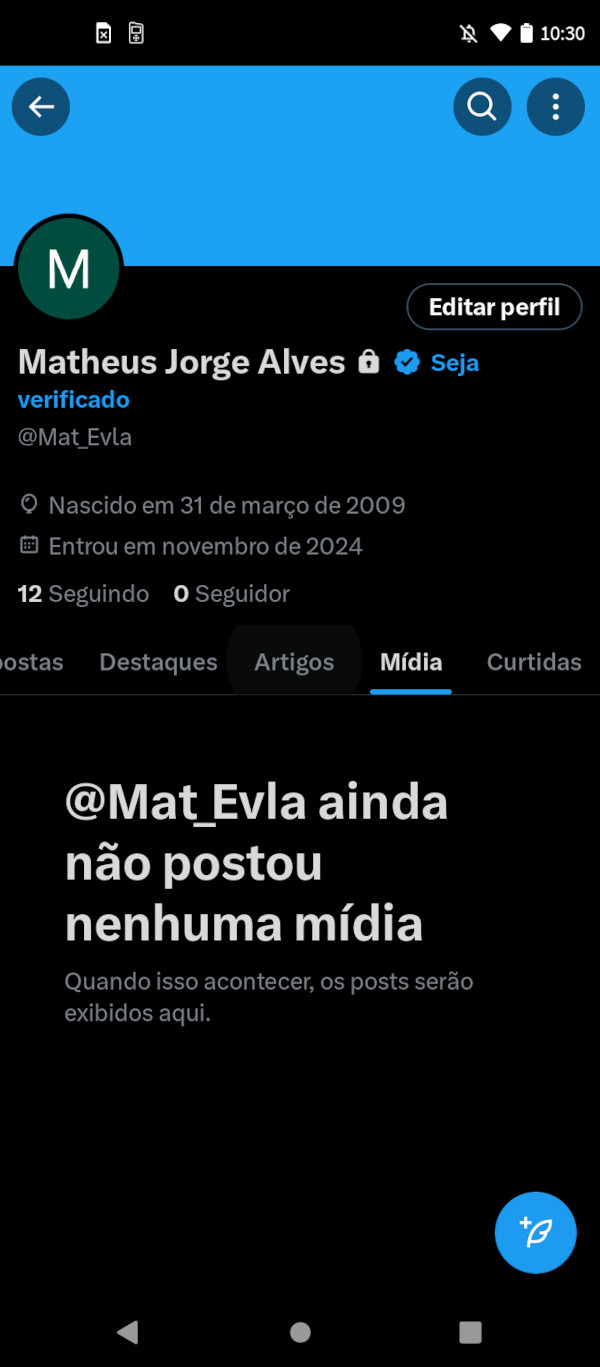 10:30
M
Editar perfil
Matheus Jorge Alves Seja
verificado
@Mat_Evla
Nascido em 31 de março de 2009
Entrou em novembro de 2024
12 Seguindo 0 Seguidor
postas Destaques Artigos Mídia Curtidas
@Mat_Evla ainda
não postou
nenhuma mídia
Quando isso acontecer, os posts serão
exibidos aqui.